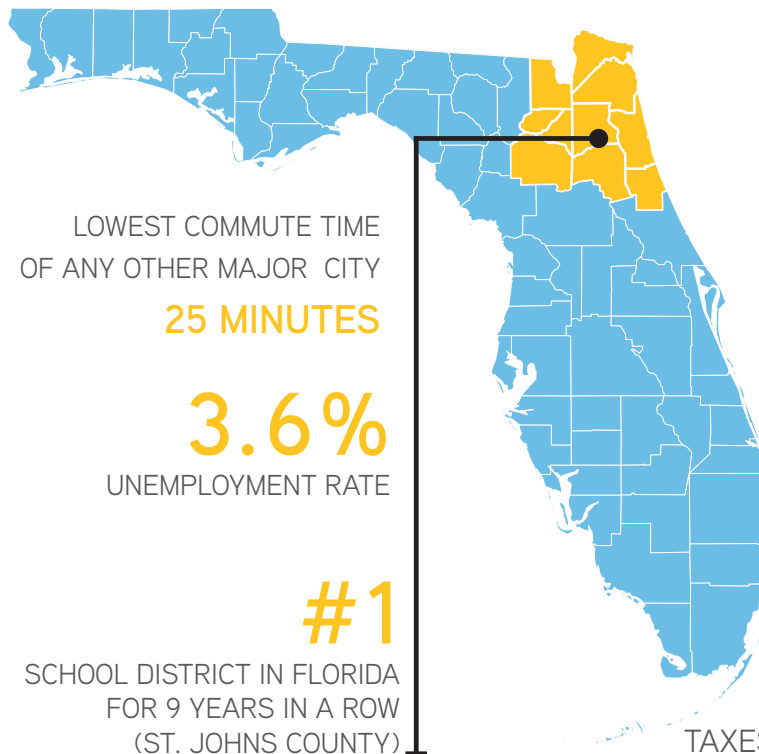 LOWEST COMMUTE TIME
OF ANY OTHER MAJOR CITY
25 MINUTES
3.6%
UNEMPLOYMENT RATE
#1
SCHOOL DISTRICT IN FLORIDA
FOR 9 YEARS IN A ROW
(ST. JOHNS COUNTY)
TAXES